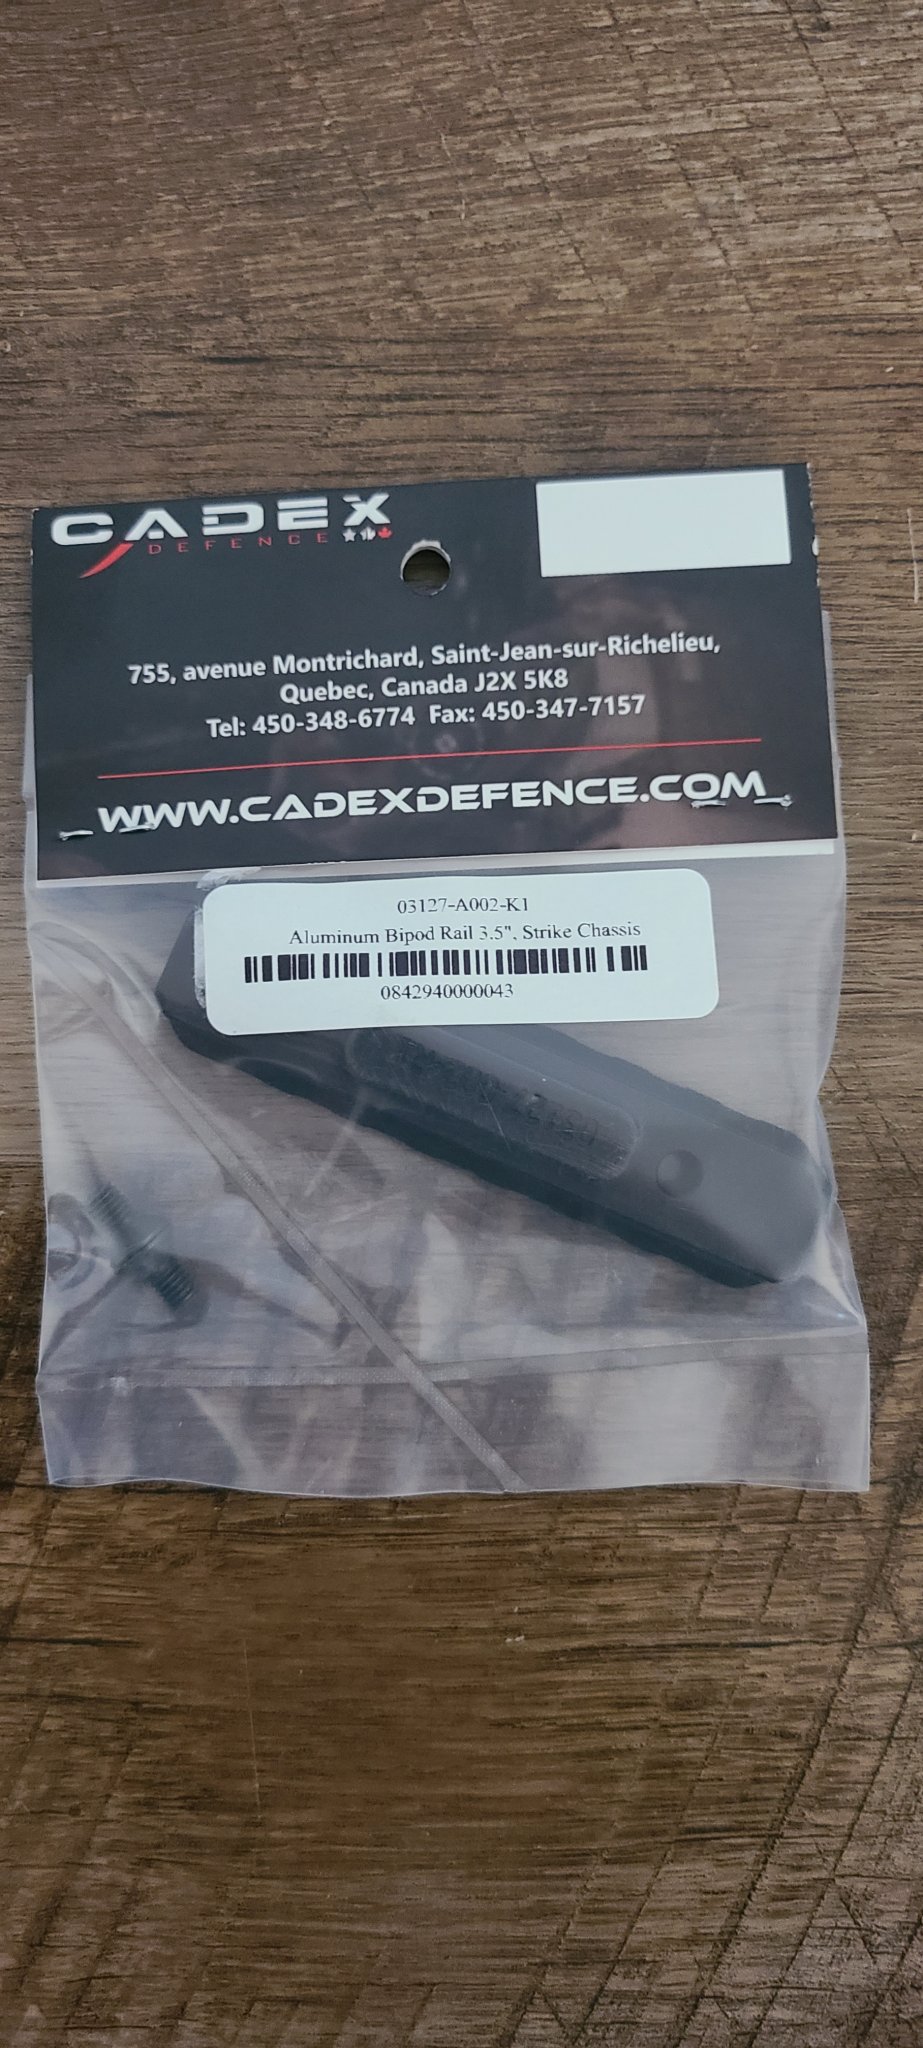 CADEX
DEFENCE
755, avenue Montrichard, Saint-Jean-sur-Richelieu,
Quebec, Canada J2X 5K8
Tel: 450-348-6774 Fax: 450-347-7157
WWW.CADEXDEFENCE.COM
03127-A002-K1
Aluminum Bipod Rail 3.5", Strike Chassis
0842940000043